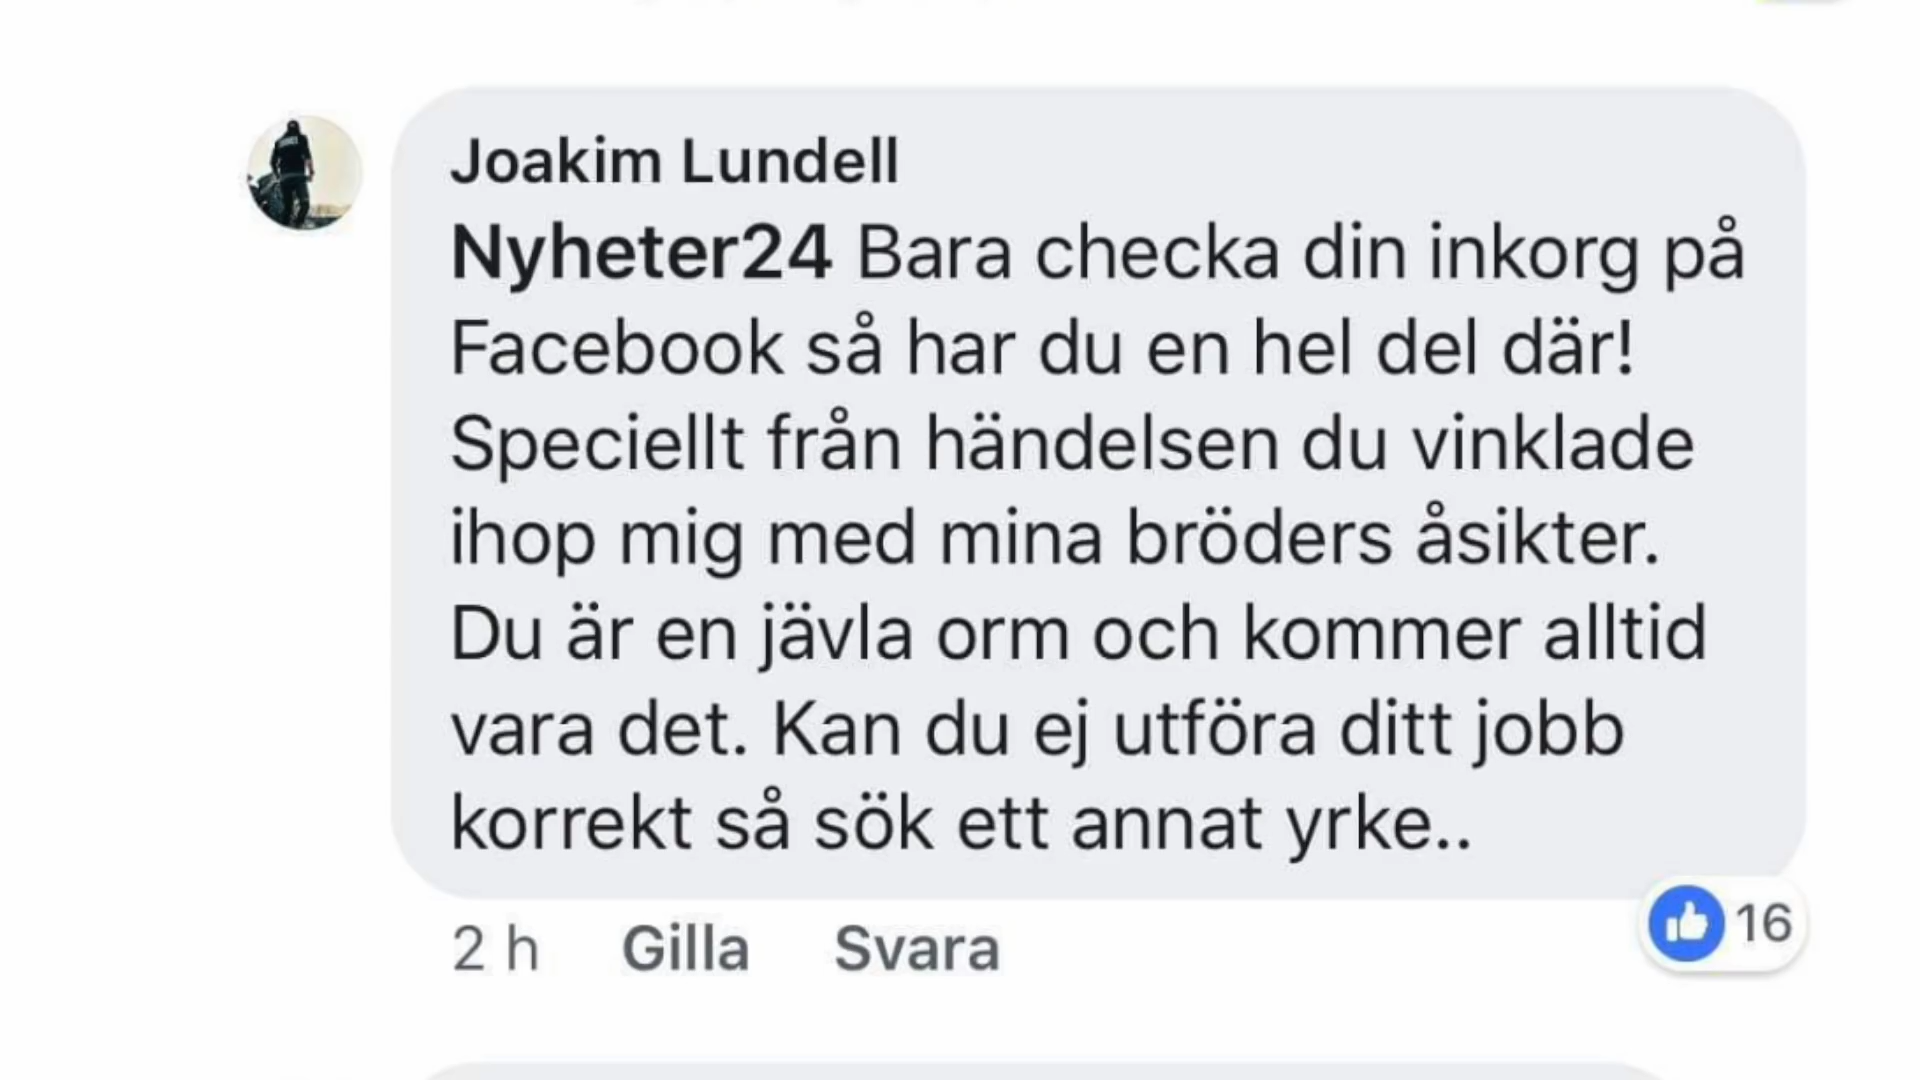 Joakim Lundell
Nyheter24 Bara checka din inkorg på
Facebook så har du en hel del där!
Speciellt från händelsen du vinklade
ihop mig med mina bröders åsikter.
Du är en jävla orm och kommer alltid
vara det. Kan du ej utföra ditt jobb
korrekt så sök ett annat yrke..
2 h Gilla Svara 16